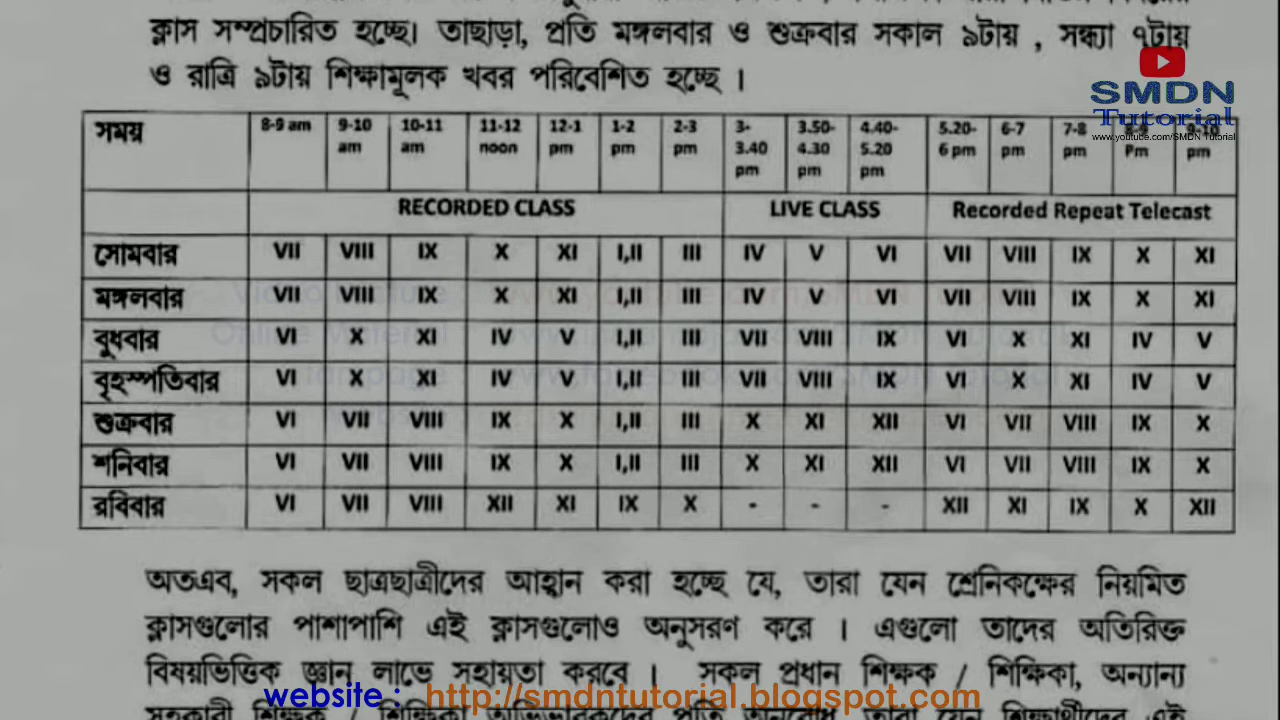 ক্লাস সম্প্রচারিত হচ্ছে। তাছাড়া, প্রতি মঙ্গলবার ও শুক্রবার সকাল ৯টায় , সন্ধ্যা ৭টায়
ও রাত্রি ৯টায় শিক্ষামূলক খবর পরিবেশিত হচ্ছে ।
SMDN
Tutorial
www.youtube.com/SMDN Tutorial
সময় 8-9 am 9-10 am 10-11 am 11-12 noon 12-1 pm 1-2 pm 2-3 pm 3-3.40 pm 3.50-4.30 pm 4.40-5.20 pm 5.20-6 pm 6-7 pm 7-8 pm 8-9 Pm 9-10 pm
RECORDED CLASS LIVE CLASS Recorded Repeat Telecast
সোমবার VII VIII IX X XI I,II III IV V VI VII VIII IX X XI
মঙ্গলবার VII VIII IX X XI I,II III IV V VI VII VIII IX X XI
বুধবার VI X XI IV V I,II III VII VIII IX VI X XI IV V
বৃহস্পতিবার VI X XI IV V I,II III VII VIII IX VI X XI IV V
শুক্রবার VI VII VIII IX X I,II III X XI XII VI VII VIII IX X
শনিবার VI VII VIII IX X I,II III X XI XII VI VII VIII IX X
রবিবার VI VII VIII XII XI IX X - - - XII XI IX X XII
অতএব, সকল ছাত্রছাত্রীদের আহ্বান করা হচ্ছে যে, তারা যেন শ্রেনিকক্ষের নিয়মিত
ক্লাসগুলোর পাশাপাশি এই ক্লাসগুলোও অনুসরণ করে । এগুলো তাদের অতিরিক্ত
বিষয়ভিত্তিক জ্ঞান লাভে সহায়তা করবে । সকল প্রধান শিক্ষক / শিক্ষিকা, অন্যান্য
website : http://smdntutorial.blogspot.com